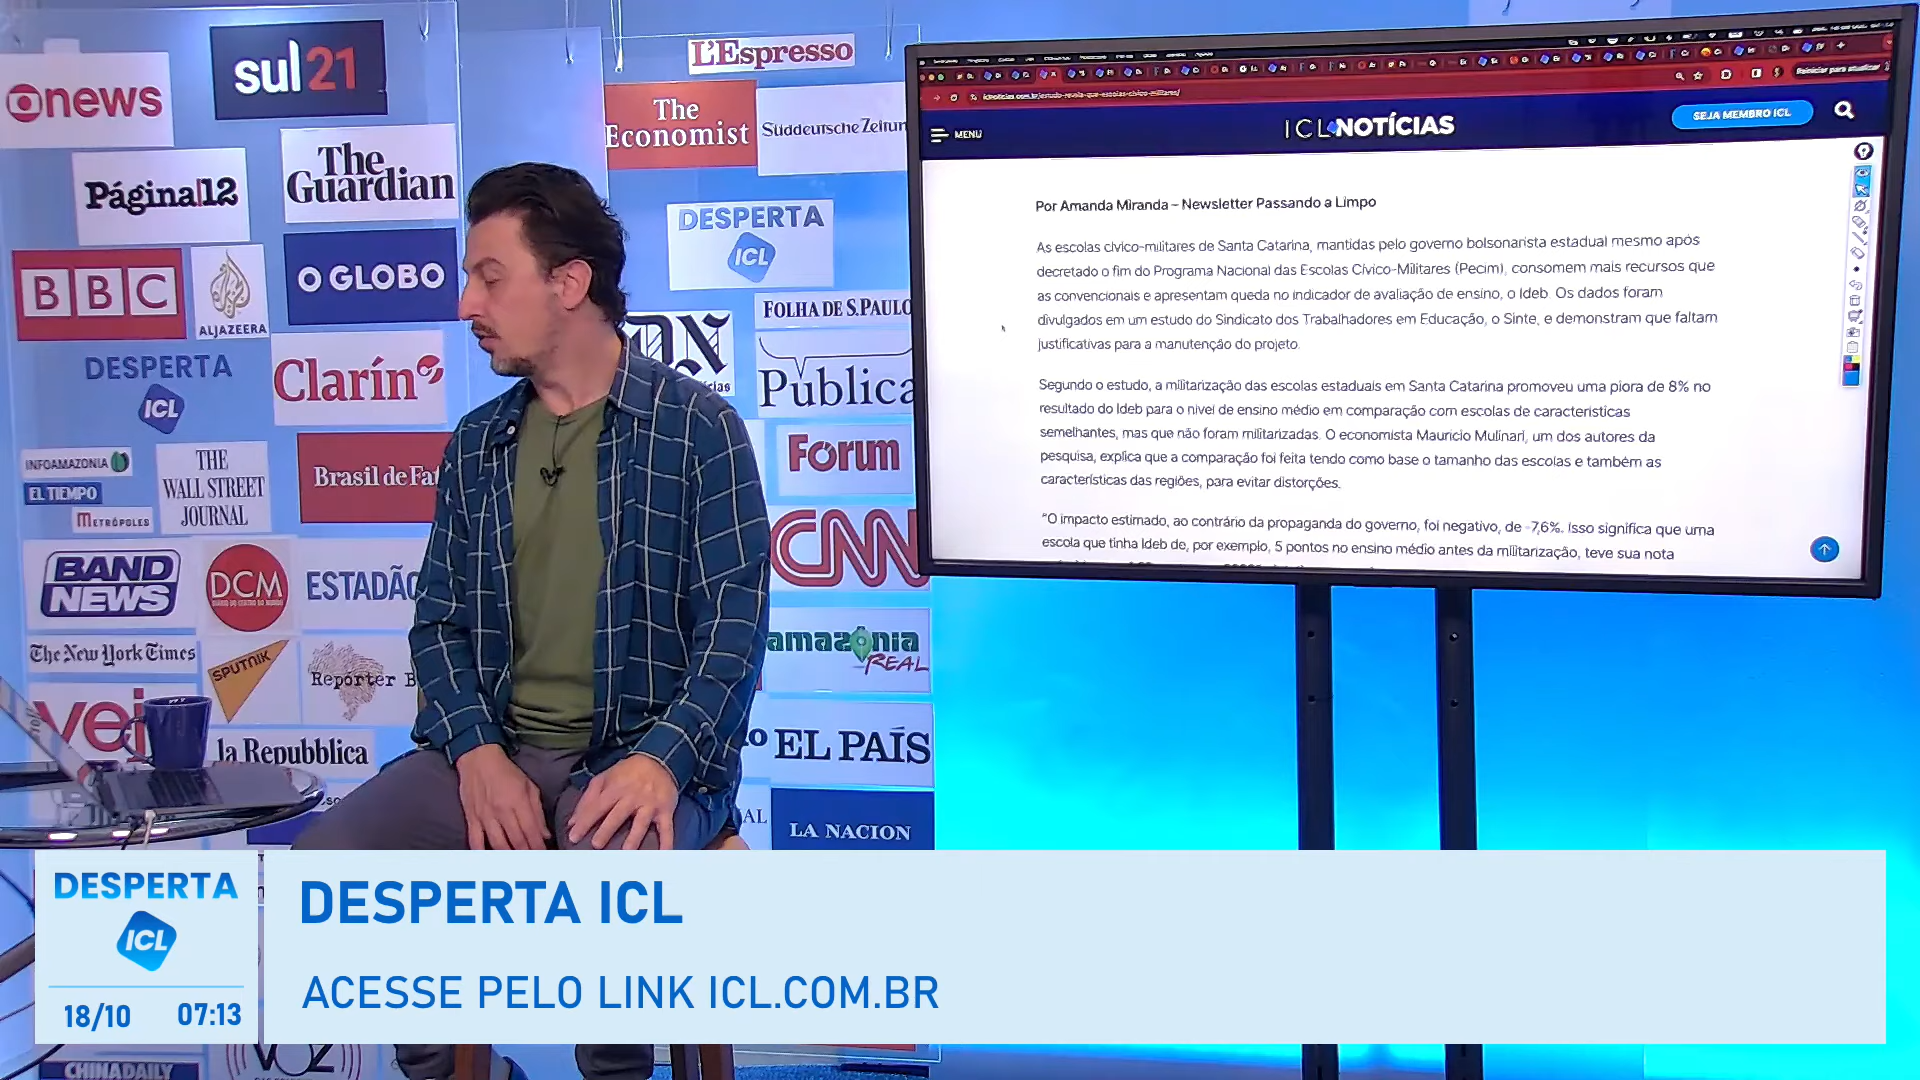 news
sul21
L'Espresso
The Economist
Süddeutsche Zeitun
Página12
The Guardian
DESPERTA
ICL
BBC
ALJAZEERA
O GLOBO
FOLHA DE S.PAULO
DESPERTA
ICL
Clarín
Publica
INFOAMAZONIA
EL TIEMPO
METRÓPOLES
THE WALL STREET JOURNAL
Brasil de Fat
Forum
CNN
BAND NEWS
DCM
ESTADÃO
The New York Times
SPUTNIK
Repórter B
amazônia REAL
vej
la Repubblica
EL PAÍS
LA NACION
VOZ
CHINADAILY
icl
MENU
ICL NOTÍCIAS
SEJA MEMBRO ICL
Por Amanda Miranda – Newsletter Passando a Limpo
As escolas cívico-militares de Santa Catarina, mantidas pelo governo bolsonarista estadual mesmo após
decretado o fim do Programa Nacional das Escolas Cívico-Militares (Pecim), consomem mais recursos que
as convencionais e apresentam queda no indicador de avaliação de ensino, o Ideb. Os dados foram
divulgados em um estudo do Sindicato dos Trabalhadores em Educação, o Sinte, e demonstram que faltam
justificativas para a manutenção do projeto.
Segundo o estudo, a militarização das escolas estaduais em Santa Catarina promoveu uma piora de 8% no
resultado do Ideb para o nível de ensino médio em comparação com escolas de características
semelhantes, mas que não foram militarizadas. O economista Mauricio Mulinari, um dos autores da
pesquisa, explica que a comparação foi feita tendo como base o tamanho das escolas e também as
características das regiões, para evitar distorções.
"O impacto estimado, ao contrário da propaganda do governo, foi negativo, de -7,6%. Isso significa que uma
escola que tinha Ideb de, por exemplo, 5 pontos no ensino médio antes da militarização, teve sua nota
DESPERTA
ICL
18/10 07:13
DESPERTA ICL
ACESSE PELO LINK ICL.COM.BR